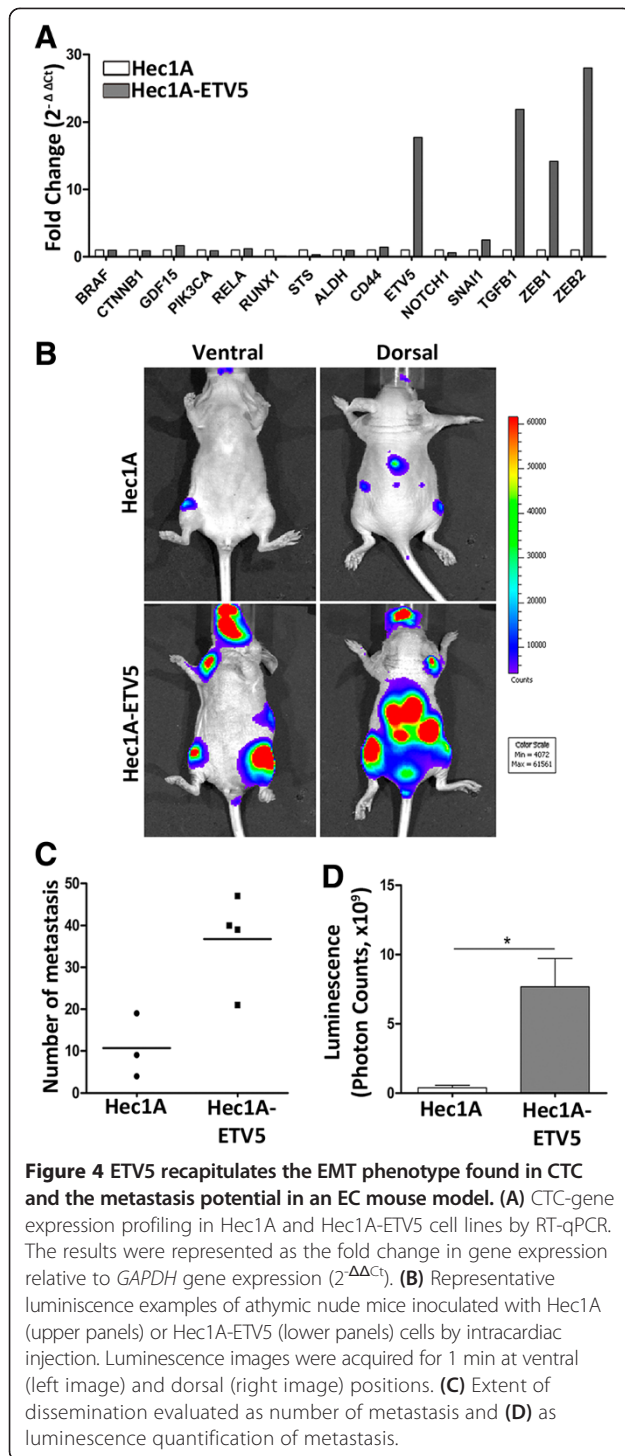 A
Fold Change (2^-Δ ΔCt)
30
20
10
0
Hec1A
Hec1A-ETV5
BRAF
CTNNB1
GDF15
PIK3CA
RELA
RUNX1
STS
ALDH
CD44
ETV5
NOTCH1
SNAI1
TGFB1
ZEB1
ZEB2
B
Ventral
Dorsal
Hec1A
Hec1A-ETV5
60000
50000
40000
30000
20000
10000
Counts
Color Scale
Min = 4072
Max = 61561
C
Number of metastasis
50
40
30
20
10
0
Hec1A
Hec1A-
ETV5
D
Luminescence
(Photon Counts, x10^9)
15
10
5
0
*
Hec1A
Hec1A-
ETV5
Figure 4 ETV5 recapitulates the EMT phenotype found in CTC
and the metastasis potential in an EC mouse model. (A) CTC-gene
expression profiling in Hec1A and Hec1A-ETV5 cell lines by RT-qPCR.
The results were represented as the fold change in gene expression
relative to GAPDH gene expression (2^-ΔΔCt). (B) Representative
luminiscence examples of athymic nude mice inoculated with Hec1A
(upper panels) or Hec1A-ETV5 (lower panels) cells by intracardiac
injection. Luminescence images were acquired for 1 min at ventral
(left image) and dorsal (right image) positions. (C) Extent of
dissemination evaluated as number of metastasis and (D) as
luminescence quantification of metastasis.